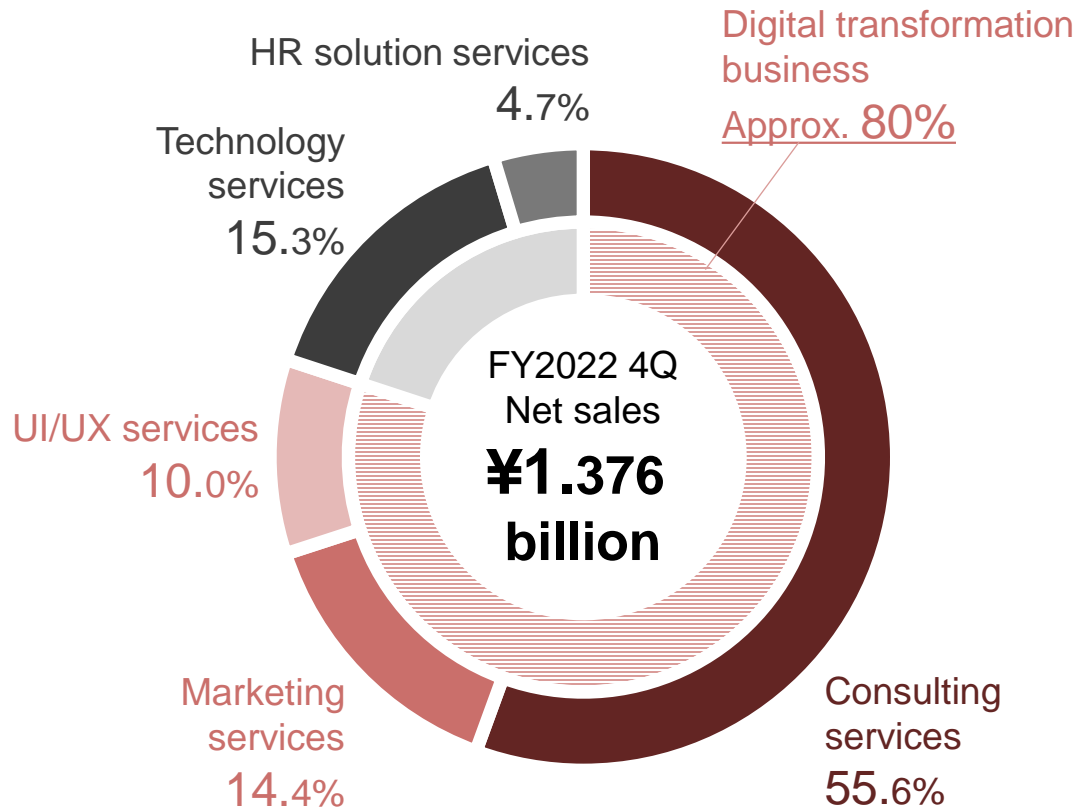 Digital transformation
business
Approx. 80%
HR solution services
4.7%
Technology
services
15.3%
UI/UX services
10.0%
Marketing
services
14.4%
Consulting
services
55.6%
FY2022 4Q
Net sales
¥1.376
billion